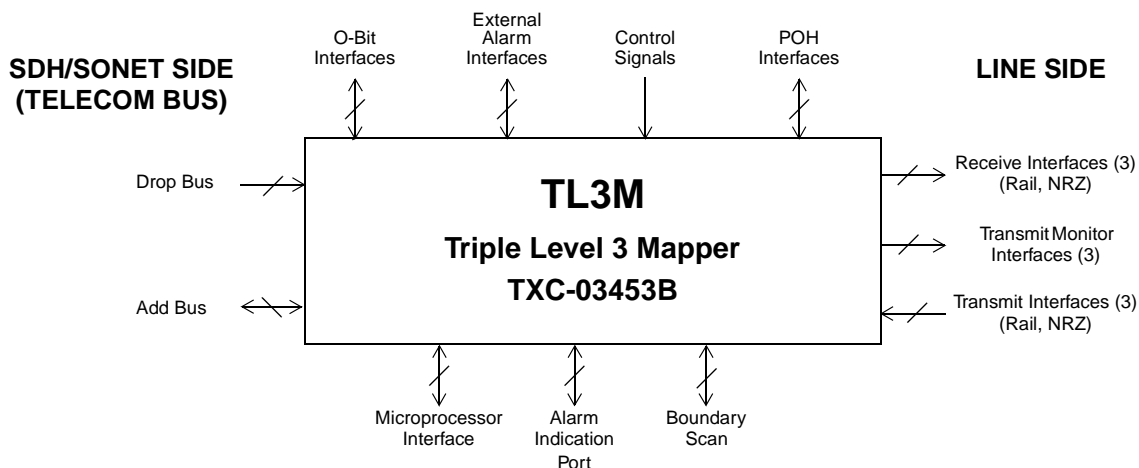 O-Bit
Interfaces
External
Alarm
Interfaces
Control
Signals
POH
Interfaces
SDH/SONET SIDE
(TELECOM BUS)
LINE SIDE
Drop Bus
Add Bus
TL3M
Triple Level 3 Mapper
TXC-03453B
Receive Interfaces (3)
(Rail, NRZ)
Transmit Monitor
Interfaces (3)
Transmit Interfaces (3)
(Rail, NRZ)
Microprocessor
Interface
Alarm
Indication
Port
Boundary
Scan